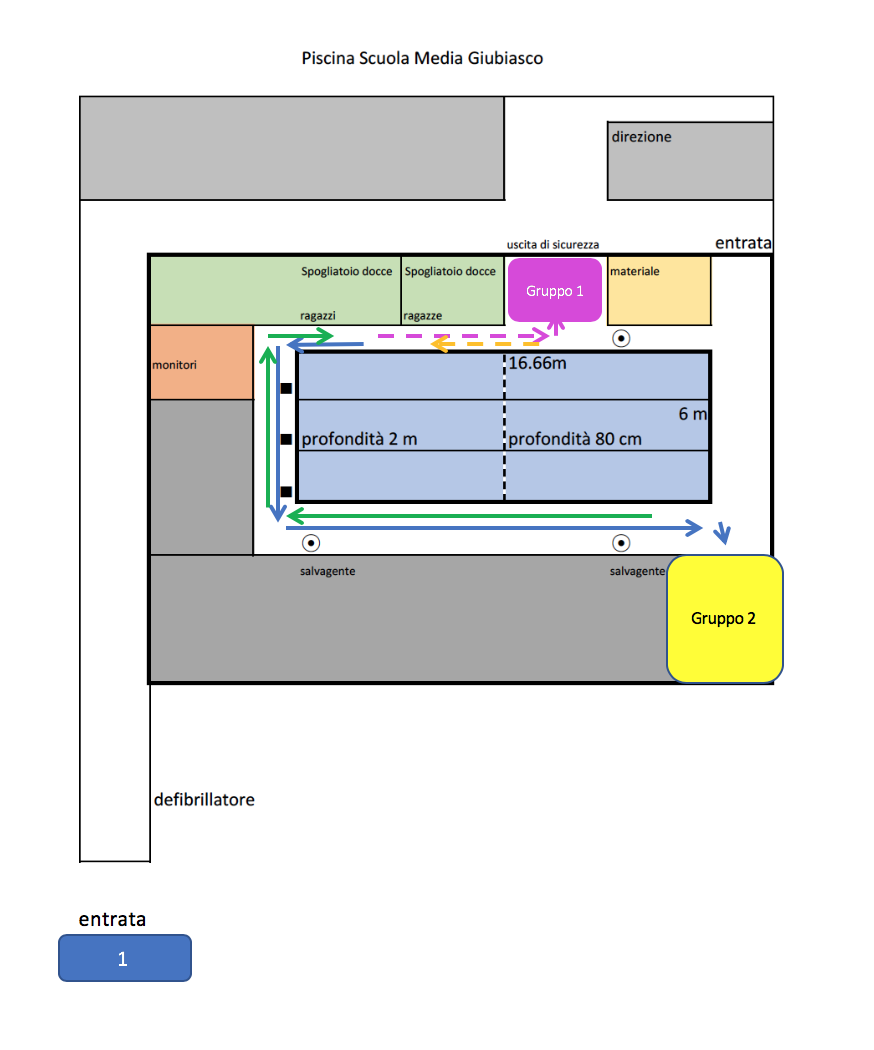 Piscina Scuola Media Giubiasco
direzione
uscita di sicurezza
entrata
Spogliatoio docce
ragazzi
Spogliatoio docce
ragazze
Gruppo 1
materiale
monitori
16.66m
6 m
profondità 2 m
profondità 80 cm
salvagente
salvagente
Gruppo 2
defibrillatore
entrata
1